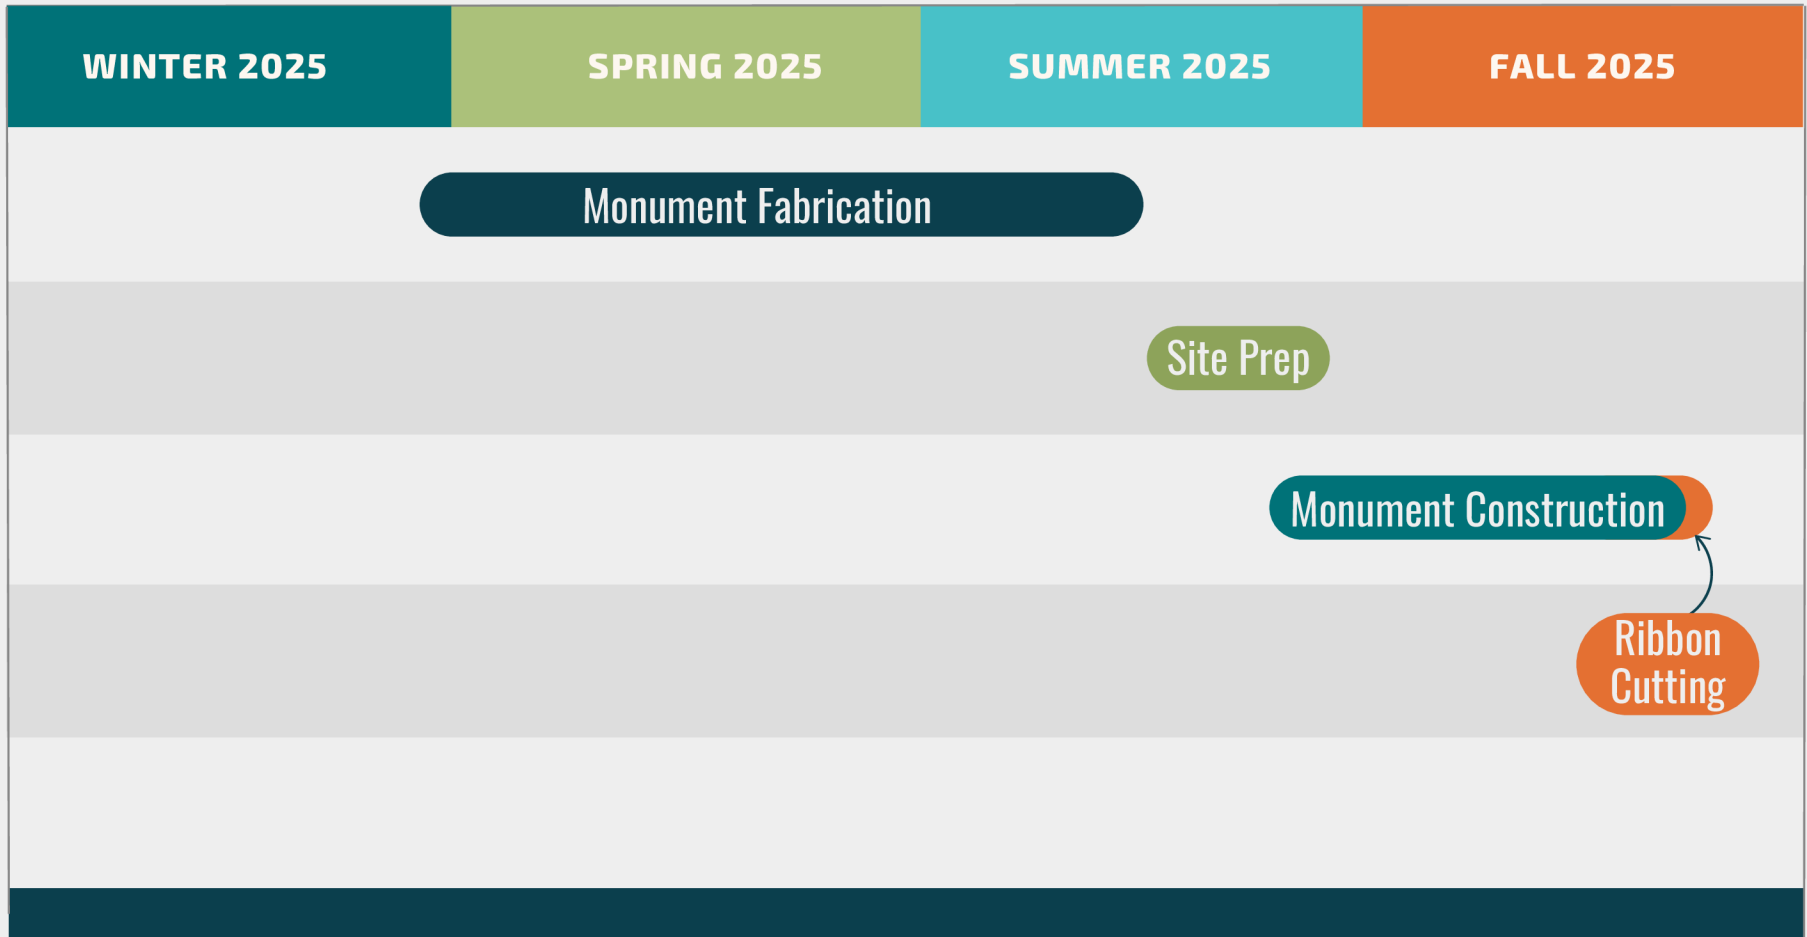 WINTER 2025
SPRING 2025
SUMMER 2025
FALL 2025
Monument Fabrication
Site Prep
Monument Construction
Ribbon
Cutting